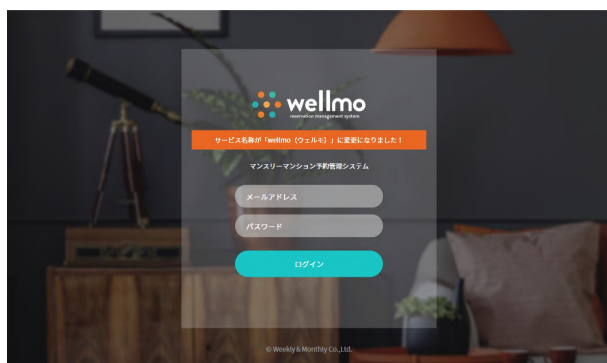 wellmo
reservation management system
サービス名称が「wellmo（ウェルモ）」に変更になりました！
マンスリーマンション予約管理システム
メールアドレス
パスワード
ログイン
© Weekly & Monthly Co.,Ltd.